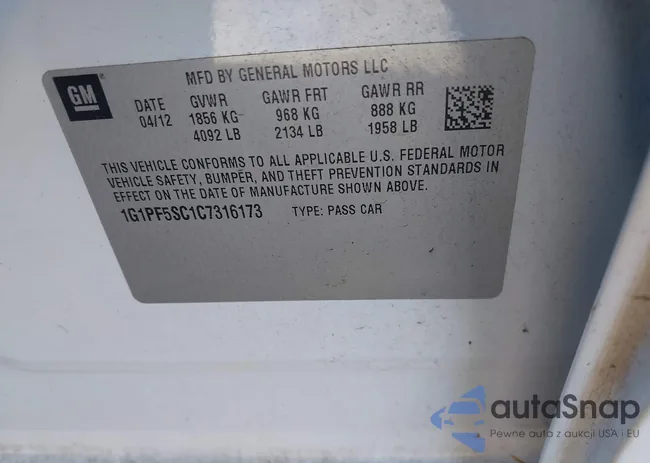 GM
MFD BY GENERAL MOTORS LLC
DATE GVWR GAWR FRT GAWR RR
04/12 1856 KG 968 KG 888 KG
4092 LB 2134 LB 1958 LB
THIS VEHICLE CONFORMS TO ALL APPLICABLE U.S. FEDERAL MOTOR
VEHICLE SAFETY, BUMPER, AND THEFT PREVENTION STANDARDS IN
EFFECT ON THE DATE OF MANUFACTURE SHOWN ABOVE.
1G1PF5SC1C7316173 TYPE: PASS CAR
autoSnap
Pewne auta z aukcji USA i EU